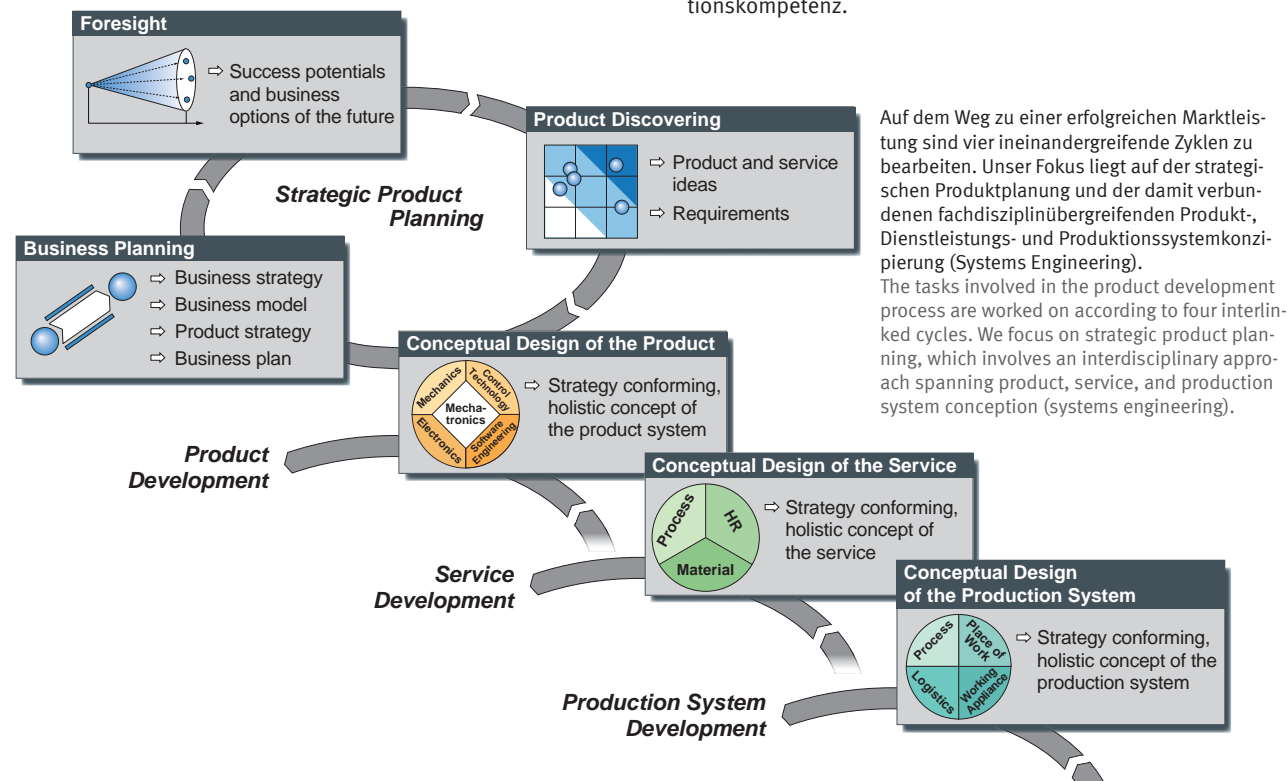 tionskompetenz.
Foresight
⇨ Success potentials
and business
options of the future
Product Discovering
⇨ Product and service
ideas
⇨ Requirements
Strategic Product
Planning
Business Planning
⇨ Business strategy
⇨ Business model
⇨ Product strategy
⇨ Business plan
Auf dem Weg zu einer erfolgreichen Marktleis-
tung sind vier ineinandergreifende Zyklen zu
bearbeiten. Unser Fokus liegt auf der strategi-
schen Produktplanung und der damit verbun-
denen fachdisziplinübergreifenden Produkt-,
Dienstleistungs- und Produktionssystemkonzi-
pierung (Systems Engineering).
The tasks involved in the product development
process are worked on according to four interlin-
ked cycles. We focus on strategic product plan-
ning, which involves an interdisciplinary appro-
ach spanning product, service, and production
system conception (systems engineering).
Conceptual Design of the Product
Mechanics
Control
Technology
Mecha-
tronics
Electronics
Software
Engineering
⇨ Strategy conforming,
holistic concept of
the product system
Product
Development
Conceptual Design of the Service
Process
HR
Material
⇨ Strategy conforming,
holistic concept of
the service
Service
Development
Conceptual Design
of the Production System
Process
Place of
Work
Logistics
Working
Appliance
⇨ Strategy conforming,
holistic concept of the
production system
Production System
Development